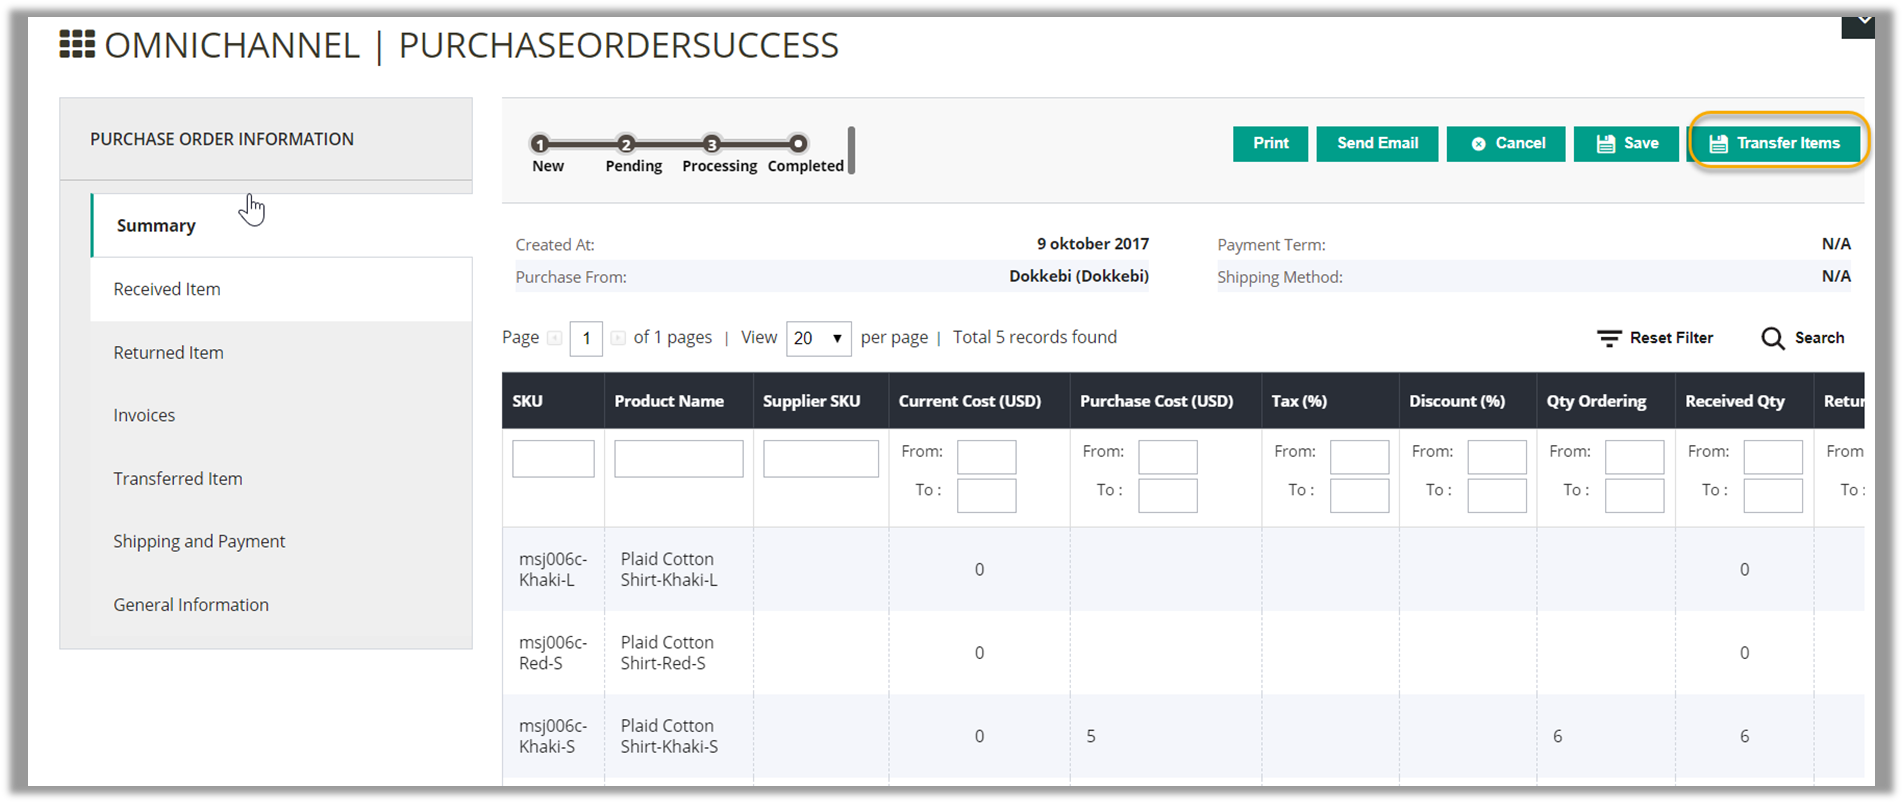 OMNICHANNEL | PURCHASEORDERSUCCESS
PURCHASE ORDER INFORMATION
Summary
Received Item
Returned Item
Invoices
Transferred Item
Shipping and Payment
General Information
1 2 3
New Pending Processing Completed
Print Send Email Cancel Save Transfer Items
Created At: 9 oktober 2017 Payment Term: N/A
Purchase From: Dokkebi (Dokkebi) Shipping Method: N/A
Page 1 of 1 pages | View 20 per page | Total 5 records found Reset Filter Search
SKU Product Name Supplier SKU Current Cost (USD) Purchase Cost (USD) Tax (%) Discount (%) Qty Ordering Received Qty Retur
From: From: From: From: From: From: From
To : To : To : To : To : To : To :
msj006c- Plaid Cotton
Khaki-L Shirt-Khaki-L 0 0
msj006c- Plaid Cotton
Red-S Shirt-Red-S 0 0
msj006c- Plaid Cotton
Khaki-S Shirt-Khaki-S 0 5 6 6